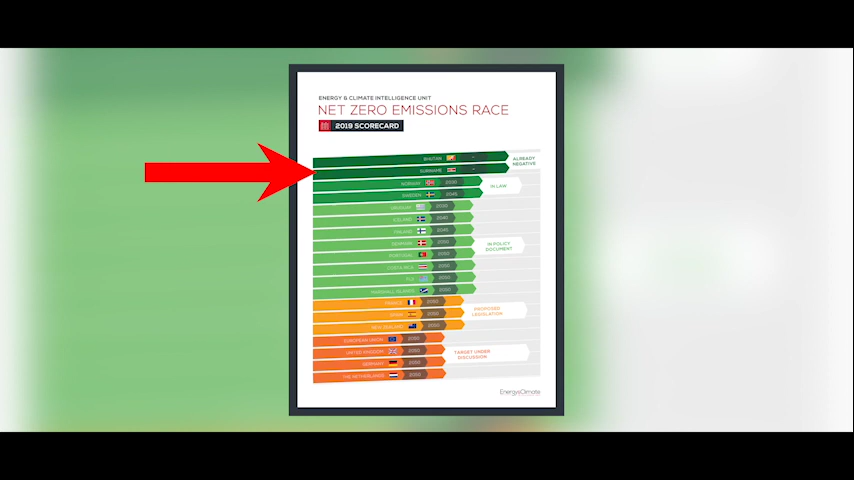 ENERGY & CLIMATE INTELLIGENCE UNIT
NET ZERO EMISSIONS RACE
2019 SCORECARD
BHUTAN -
SURINAME -
ALREADY NEGATIVE
NORWAY 2030
SWEDEN 2045
IN LAW
URUGUAY 2030
ICELAND 2040
FINLAND 2045
DENMARK 2050
PORTUGAL 2050
COSTA RICA 2050
FIJI 2050
MARSHALL ISLANDS 2050
IN POLICY
DOCUMENT
FRANCE 2050
SPAIN 2050
NEW ZEALAND 2050
PROPOSED
LEGISLATION
EUROPEAN UNION 2050
UNITED KINGDOM 2050
GERMANY 2050
THE NETHERLANDS 2050
TARGET UNDER
DISCUSSION
Energy&Climate